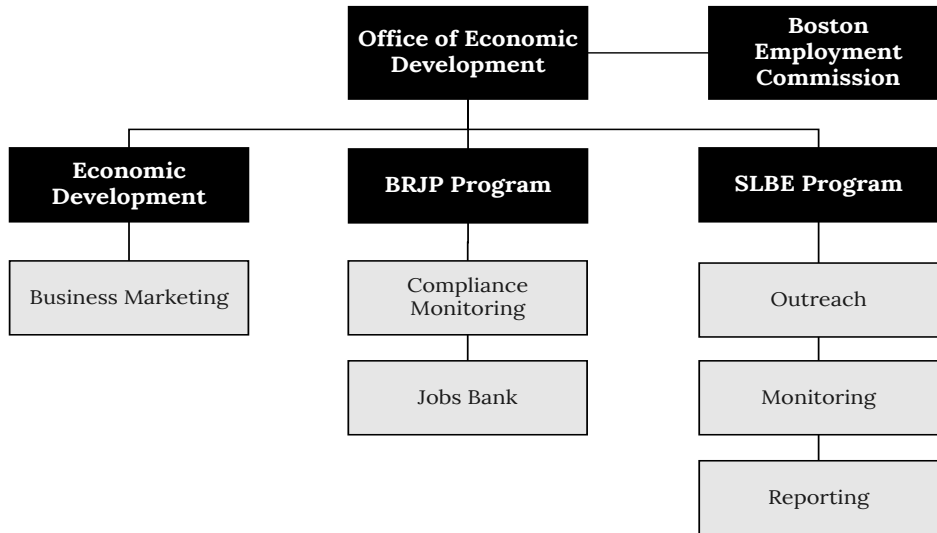 Office of Economic
Development
Boston
Employment
Commission
Economic
Development
BRJP Program
SLBE Program
Business Marketing
Compliance
Monitoring
Outreach
Jobs Bank
Monitoring
Reporting